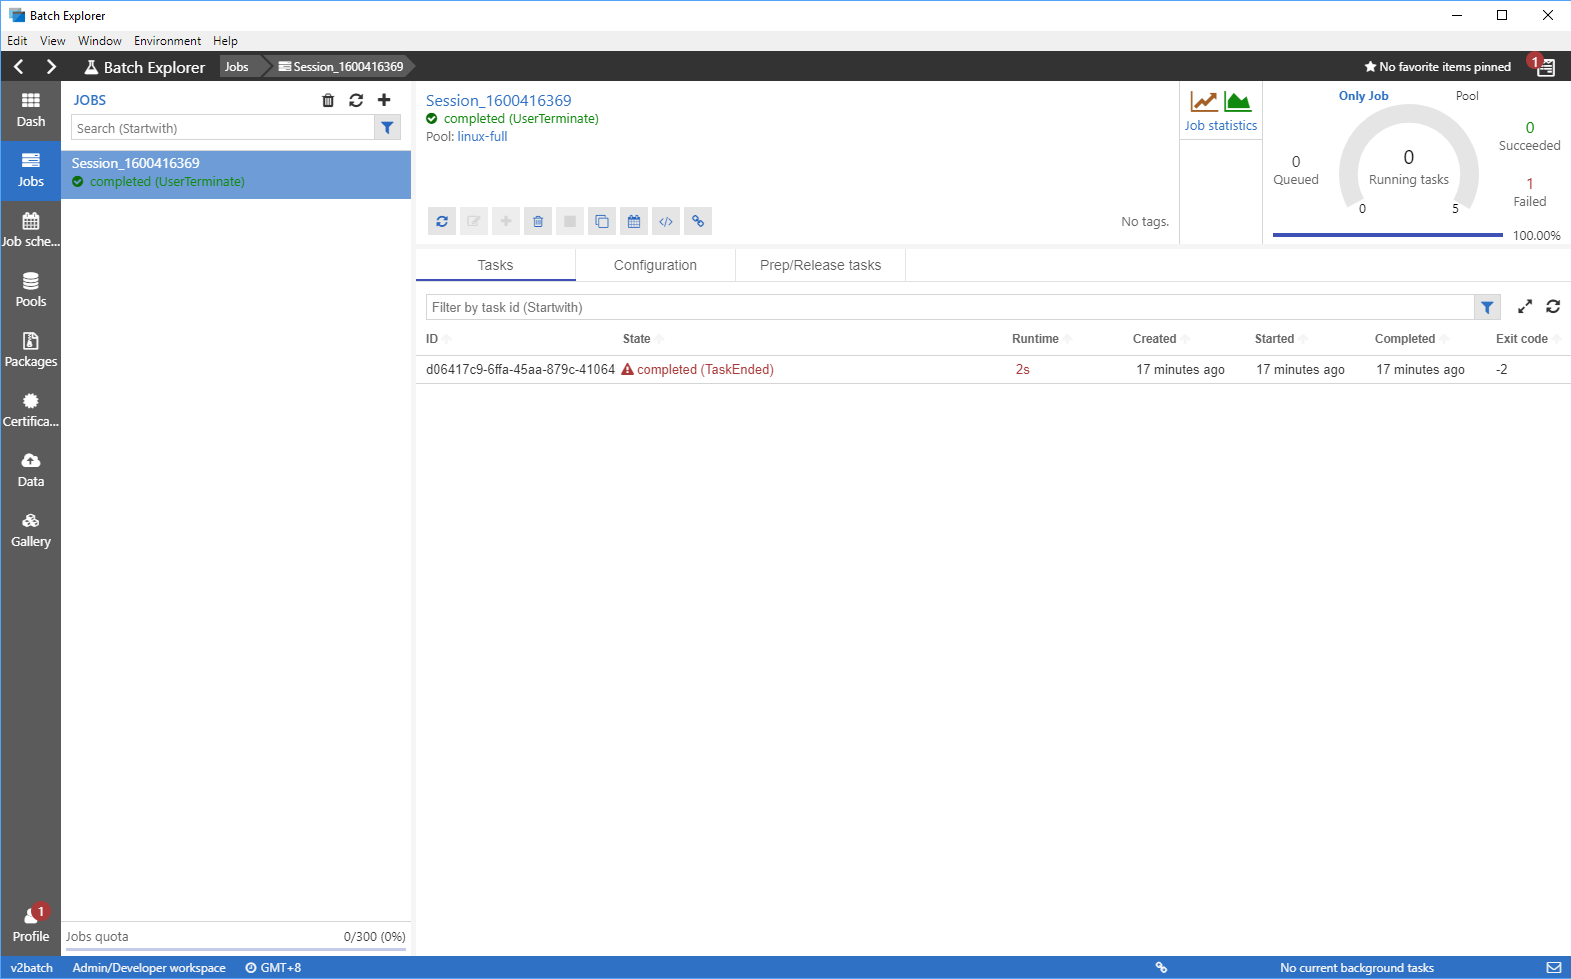 Batch Explorer
Edit View Window Environment Help
Batch Explorer Jobs Session_1600416369 No favorite items pinned 1
Dash
Jobs
Job sche...
Pools
Packages
Certifica...
Data
Gallery
1
Profile
JOBS
Search (Startwith)
Session_1600416369
completed (UserTerminate)
Jobs quota 0/300 (0%)
Session_1600416369
completed (UserTerminate)
Pool: linux-full
No tags.
Job statistics
Only Job Pool
0
Queued
0
Running tasks
0 5
0
Succeeded
1
Failed
100.00%
Tasks Configuration Prep/Release tasks
Filter by task id (Startwith)
ID State Runtime Created Started Completed Exit code
d06417c9-6ffa-45aa-879c-41064 completed (TaskEnded) 2s 17 minutes ago 17 minutes ago 17 minutes ago -2
v2batch Admin/Developer workspace GMT+8 No current background tasks